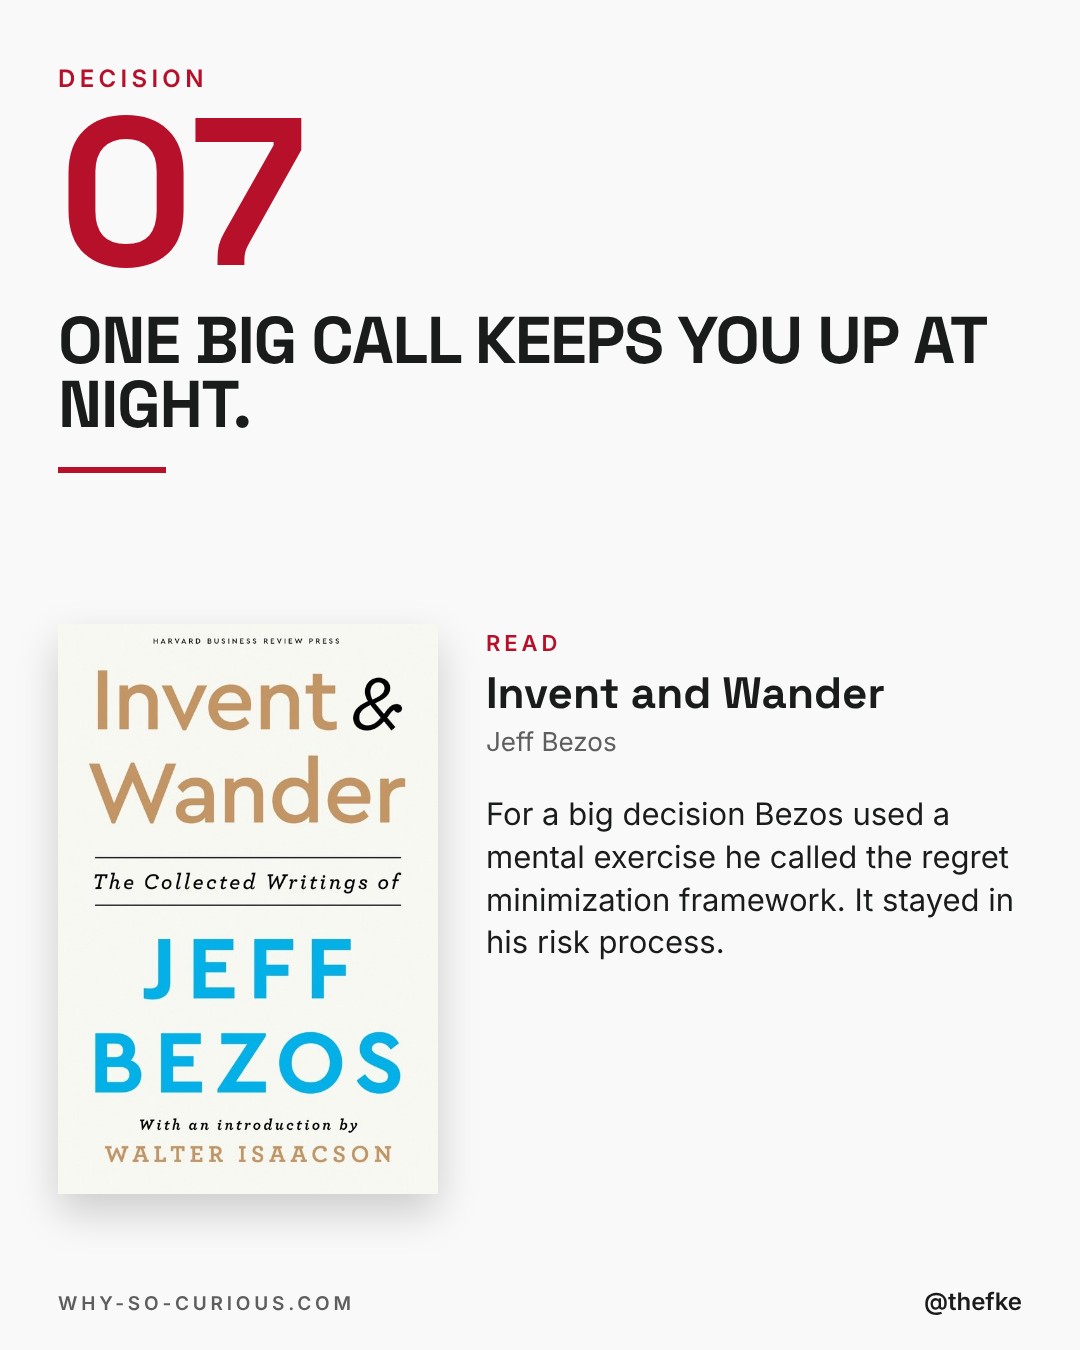 DECISION
07
ONE BIG CALL KEEPS YOU UP AT
NIGHT.
HARVARD BUSINESS REVIEW PRESS
Invent &
Wander
The Collected Writings of
JEFF
BEZOS
With an introduction by
WALTER ISAACSON
READ
Invent and Wander
Jeff Bezos
For a big decision Bezos used a
mental exercise he called the regret
minimization framework. It stayed in
his risk process.
WHY-SO-CURIOUS.COM
@thefke